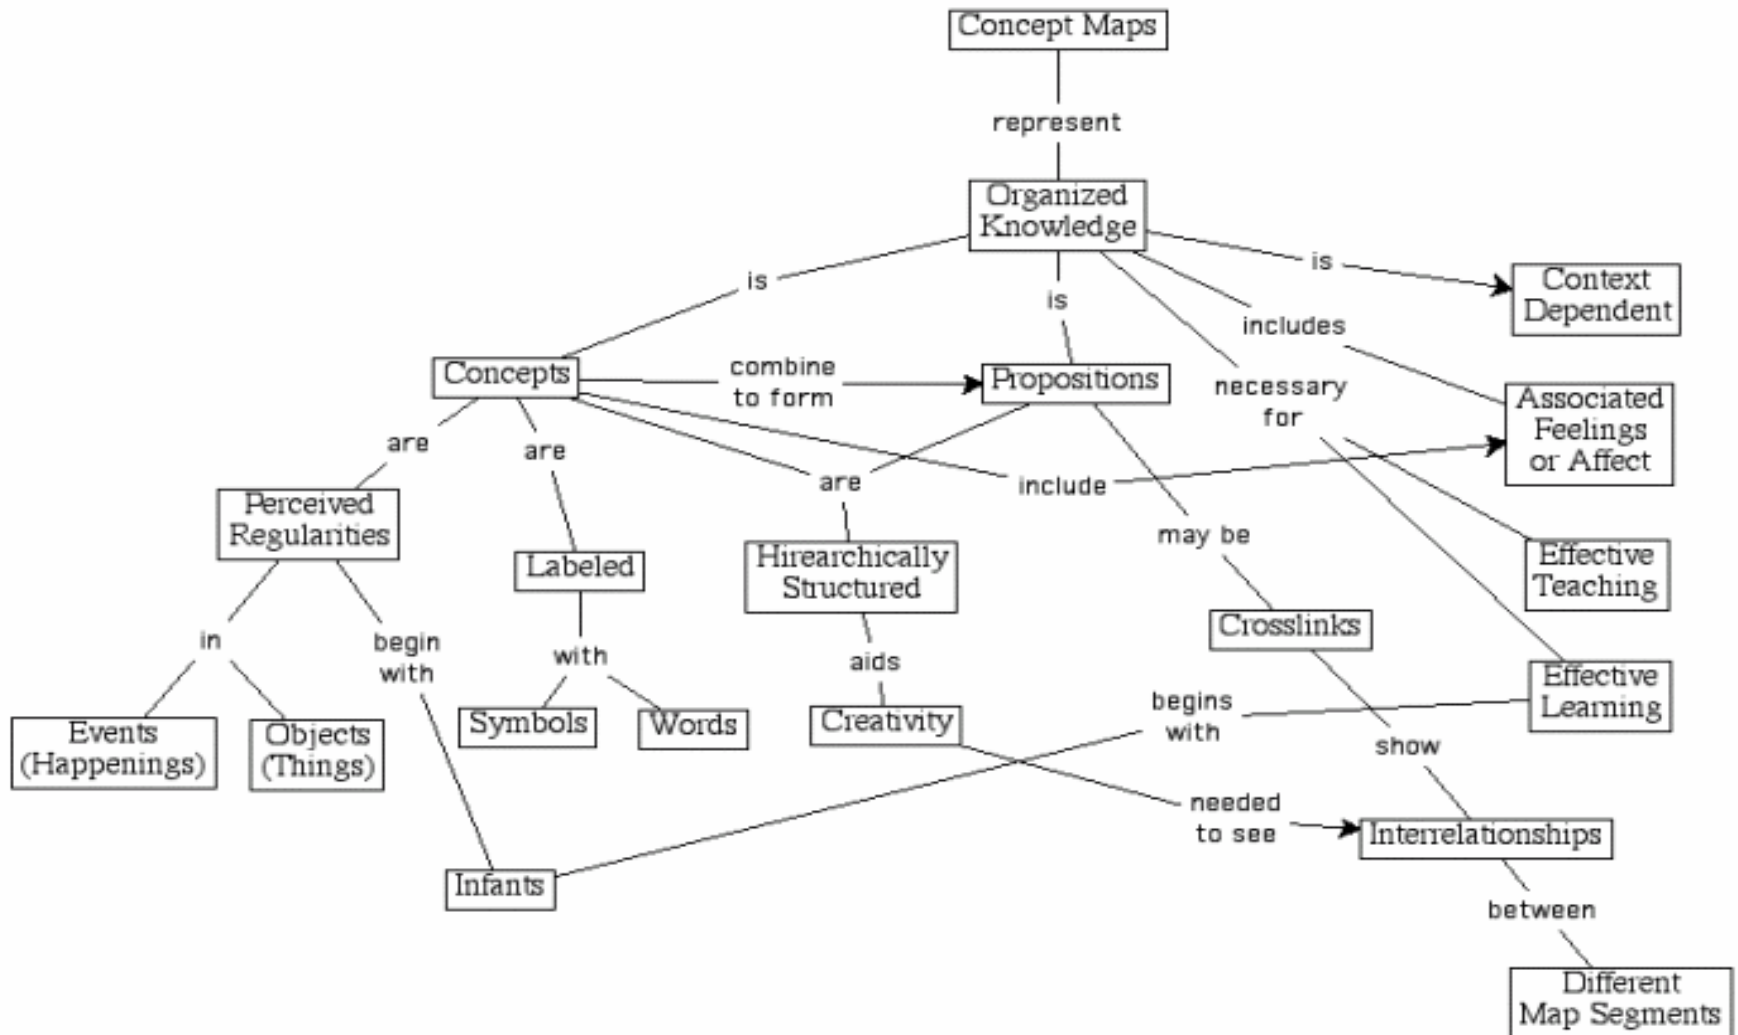 Concept Maps
represent
Organized
Knowledge
is
is
is
Context
Dependent
includes
Concepts
combine
to form
Propositions
necessary
for
Associated
Feelings
or Affect
are
are
are
include
Perceived
Regularities
may be
Labeled
Hirearchically
Structured
Effective
Teaching
Crosslinks
in
begin
with
with
aids
Effective
Learning
Events
(Happenings)
Objects
(Things)
Symbols
Words
Creativity
begins
with
show
needed
to see
Interrelationships
Infants
between
Different
Map Segments